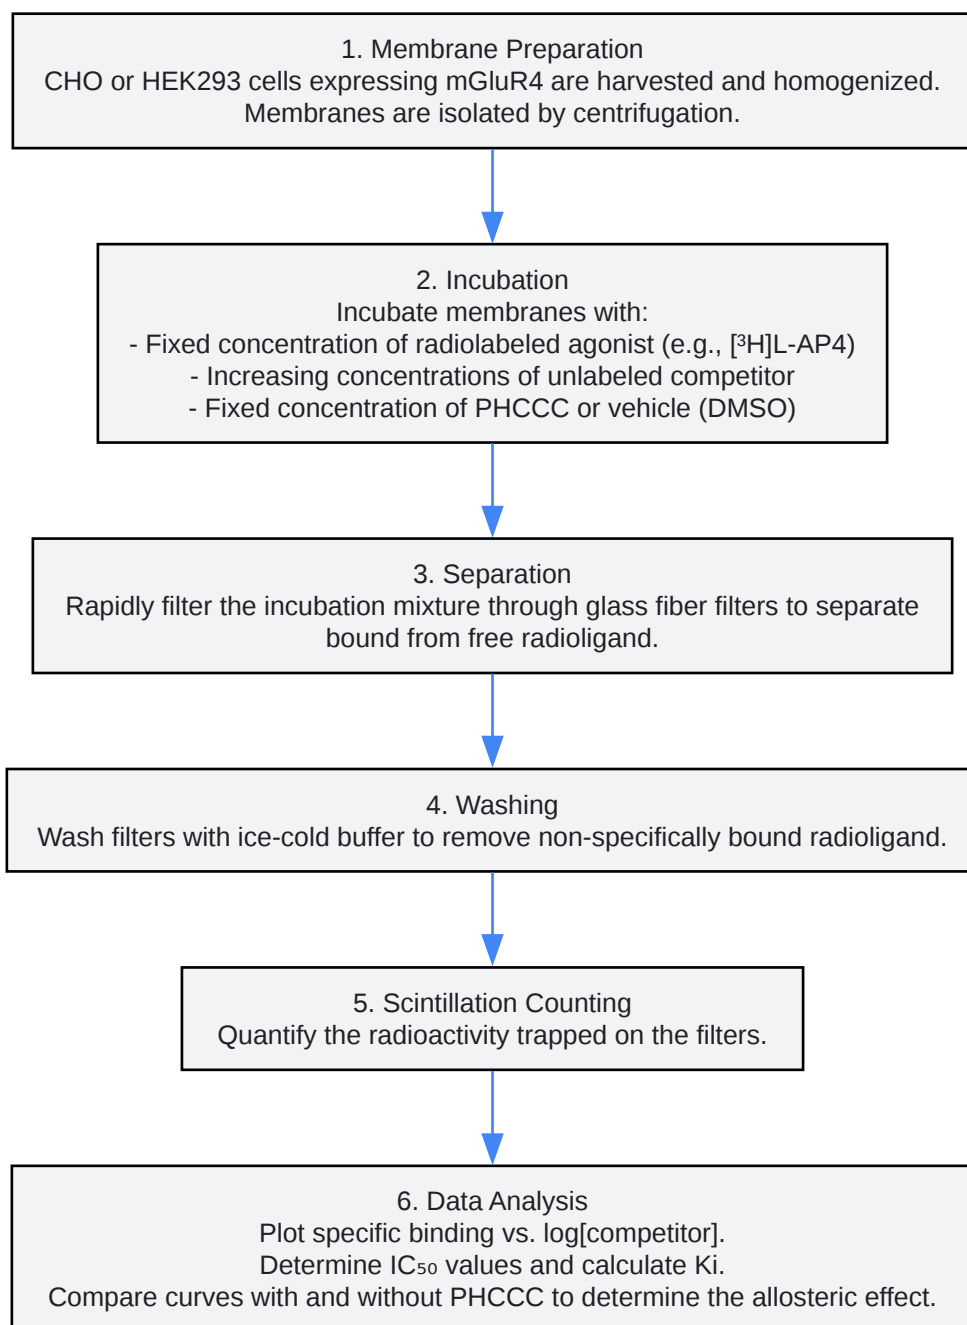 1. Membrane Preparation
CHO or HEK293 cells expressing mGluR4 are harvested and homogenized.
Membranes are isolated by centrifugation.
2. Incubation
Incubate membranes with:
- Fixed concentration of radiolabeled agonist (e.g., [³H]L-AP4)
- Increasing concentrations of unlabeled competitor
- Fixed concentration of PHCCC or vehicle (DMSO)
3. Separation
Rapidly filter the incubation mixture through glass fiber filters to separate
bound from free radioligand.
4. Washing
Wash filters with ice-cold buffer to remove non-specifically bound radioligand.
5. Scintillation Counting
Quantify the radioactivity trapped on the filters.
6. Data Analysis
Plot specific binding vs. log[competitor].
Determine IC₅₀ values and calculate Ki.
Compare curves with and without PHCCC to determine the allosteric effect.